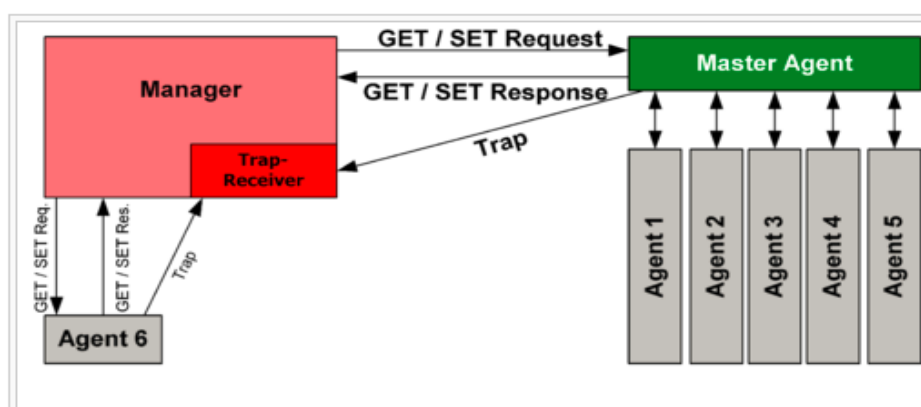 GET / SET Request
Master Agent
Manager
GET / SET Response
Trap
Trap-
Receiver
GET / SET Req.
GET / SET Res.
Trap
Agent 1
Agent 2
Agent 3
Agent 4
Agent 5
Agent 6